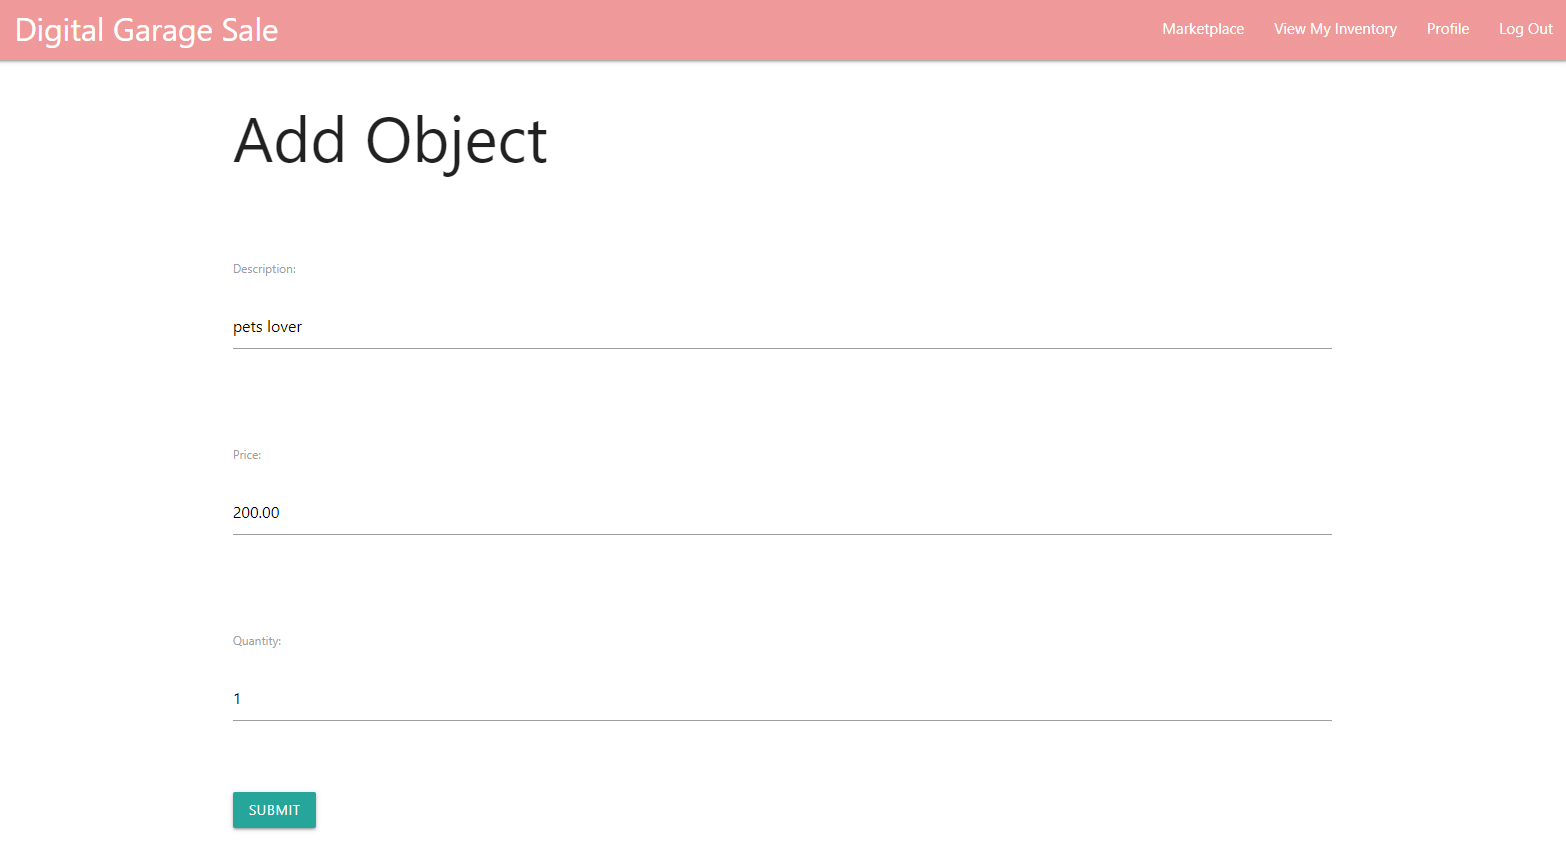 Digital Garage Sale
Marketplace View My Inventory Profile Log Out
Add Object
Description:
pets lover
Price:
200.00
Quantity:
1
SUBMIT